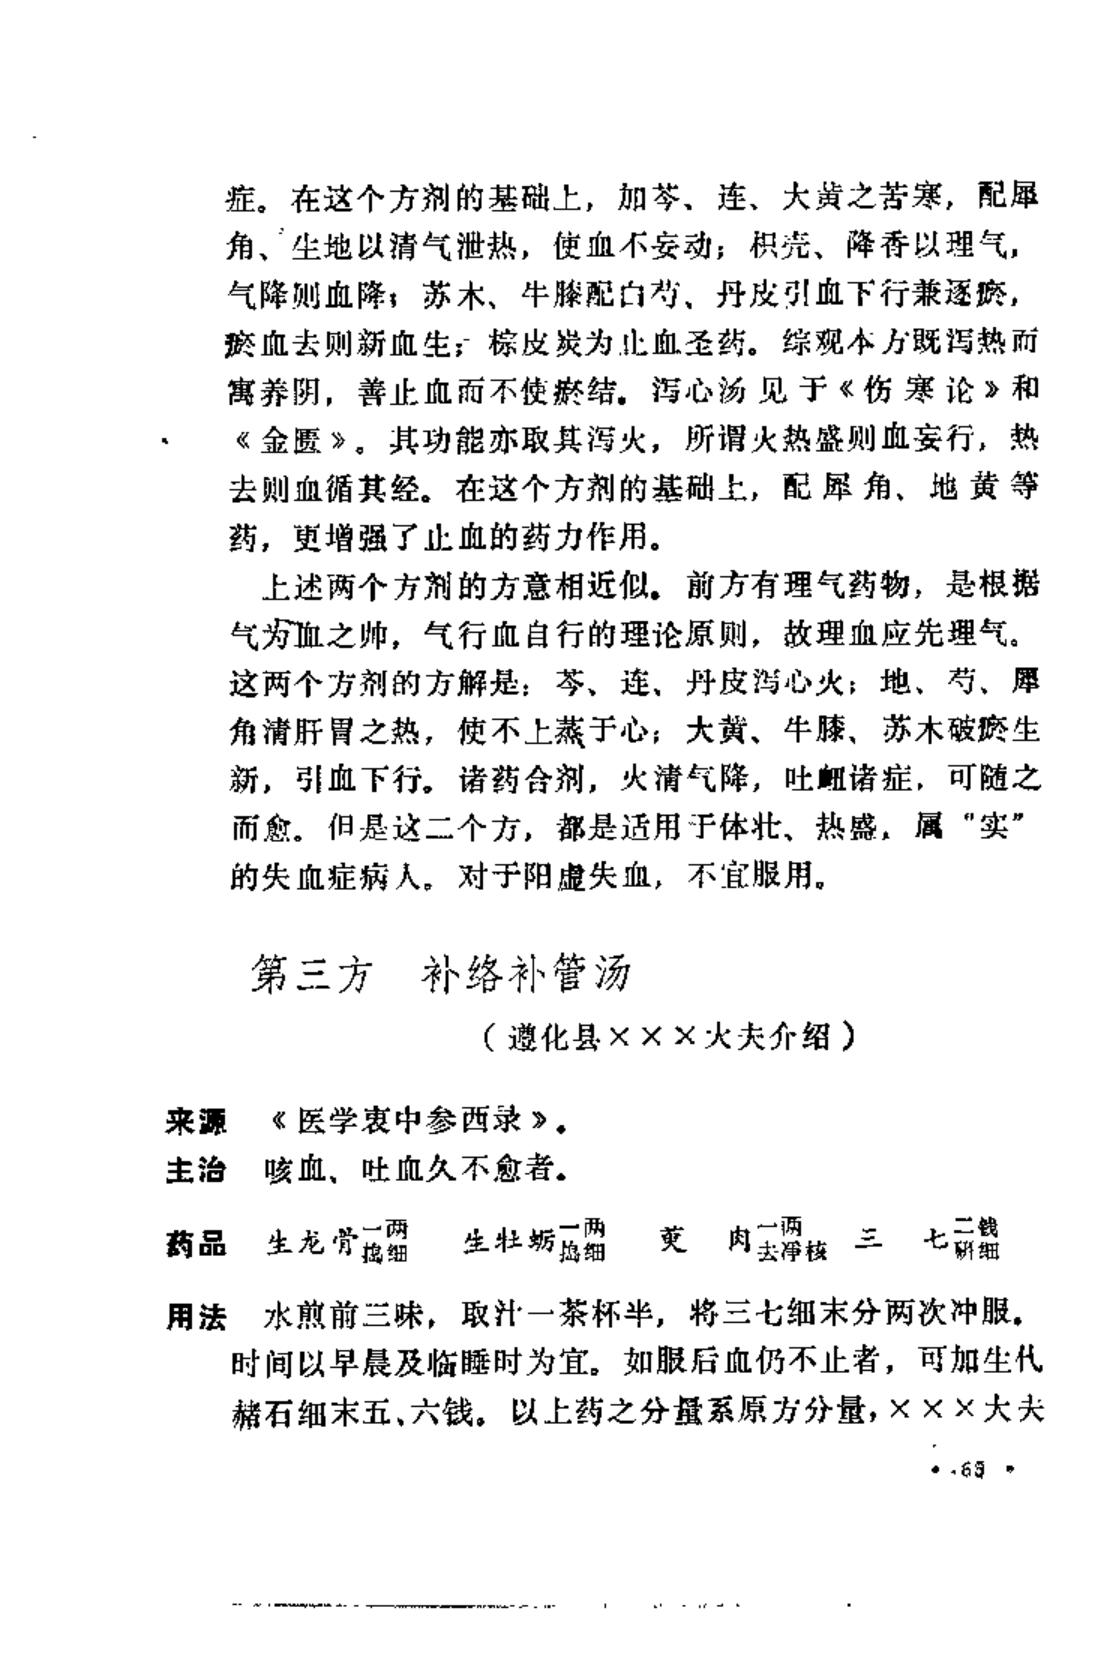 症。在这个方剂的基础上，加芩、连、大黄之苦寒，配犀
角、生地以清气泄热，使血不妄动；枳壳、降香以理气，
气降则血降；苏木、牛膝配白芍、丹皮引血下行兼逐瘀，
瘀血去则新血生；棕皮炭为止血圣药。综观本方既泻热而
寓养阴，善止血而不使瘀结。泻心汤见于《伤寒论》和
《金匮》。其功能亦取其泻火，所谓火热盛则血妄行，热
去则血循其经。在这个方剂的基础上，配犀角、地黄等
药，更增强了止血的药力作用。
上述两个方剂的方意相近似。前方有理气药物，是根据
气为血之帅，气行血自行的理论原则，故理血应先理气。
这两个方剂的方解是：芩、连、丹皮泻心火；地、芍、犀
角清肝胃之热，使不上蒸于心；大黄、牛膝、苏木破瘀生
新，引血下行。诸药合剂，火清气降，吐衄诸症，可随之
而愈。但是这二个方，都是适用于体壮、热盛，属“实”
的失血症病人。对于阳虚失血，不宜服用。
第三方 补络补管汤
（遵化县×××大夫介绍）
来源 《医学衷中参西录》。
主治 咳血、吐血久不愈者。
药品 生龙骨一两捣细 生牡蛎一两捣细 萸肉一两去净核 三七二钱研细
用法 水煎前三味，取汁一茶杯半，将三七细末分两次冲服。
时间以早晨及临睡时为宜。如服后血仍不止者，可加生代
赭石细末五、六钱。以上药之分量系原方分量，×××大夫